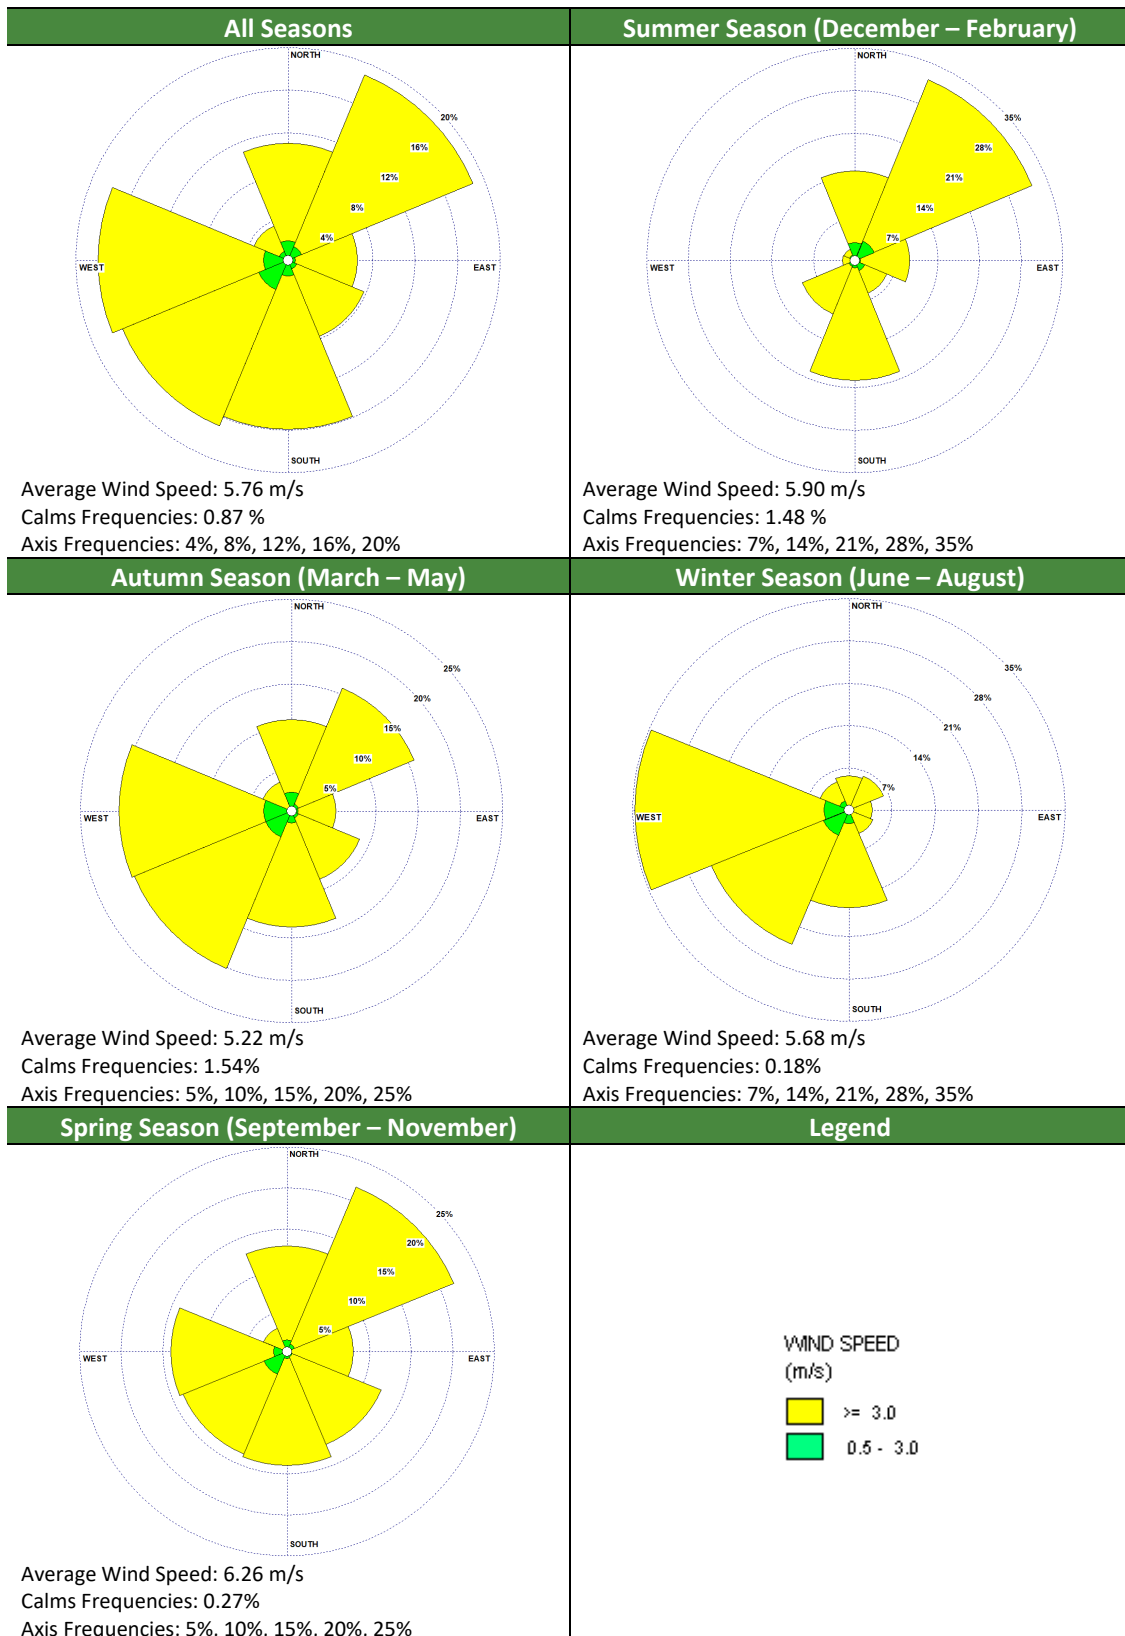 All Seasons
NORTH
20%
16%
12%
8%
4%
WEST
EAST
SOUTH
Average Wind Speed: 5.76 m/s
Calms Frequencies: 0.87 %
Axis Frequencies: 4%, 8%, 12%, 16%, 20%
Summer Season (December – February)
NORTH
35%
28%
21%
14%
7%
WEST
EAST
SOUTH
Average Wind Speed: 5.90 m/s
Calms Frequencies: 1.48 %
Axis Frequencies: 7%, 14%, 21%, 28%, 35%
Autumn Season (March – May)
NORTH
25%
20%
15%
10%
5%
WEST
EAST
SOUTH
Average Wind Speed: 5.22 m/s
Calms Frequencies: 1.54%
Axis Frequencies: 5%, 10%, 15%, 20%, 25%
Winter Season (June – August)
NORTH
35%
28%
21%
14%
7%
WEST
EAST
SOUTH
Average Wind Speed: 5.68 m/s
Calms Frequencies: 0.18%
Axis Frequencies: 7%, 14%, 21%, 28%, 35%
Spring Season (September – November)
NORTH
25%
20%
15%
10%
5%
WEST
EAST
SOUTH
Average Wind Speed: 6.26 m/s
Calms Frequencies: 0.27%
Axis Frequencies: 5%, 10%, 15%, 20%, 25%
Legend
WIND SPEED
(m/s)
>= 3.0
0.5 - 3.0